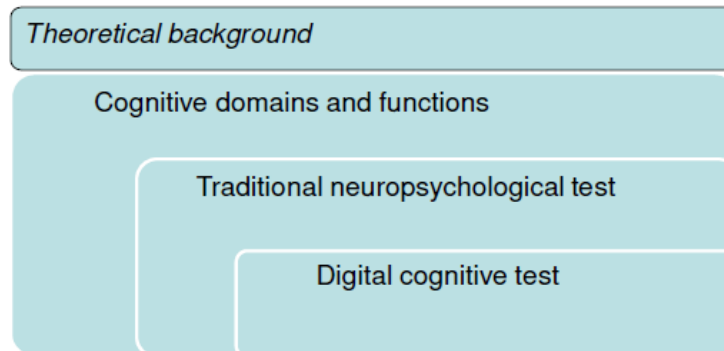 Theoretical background
Cognitive domains and functions
Traditional neuropsychological test
Digital cognitive test